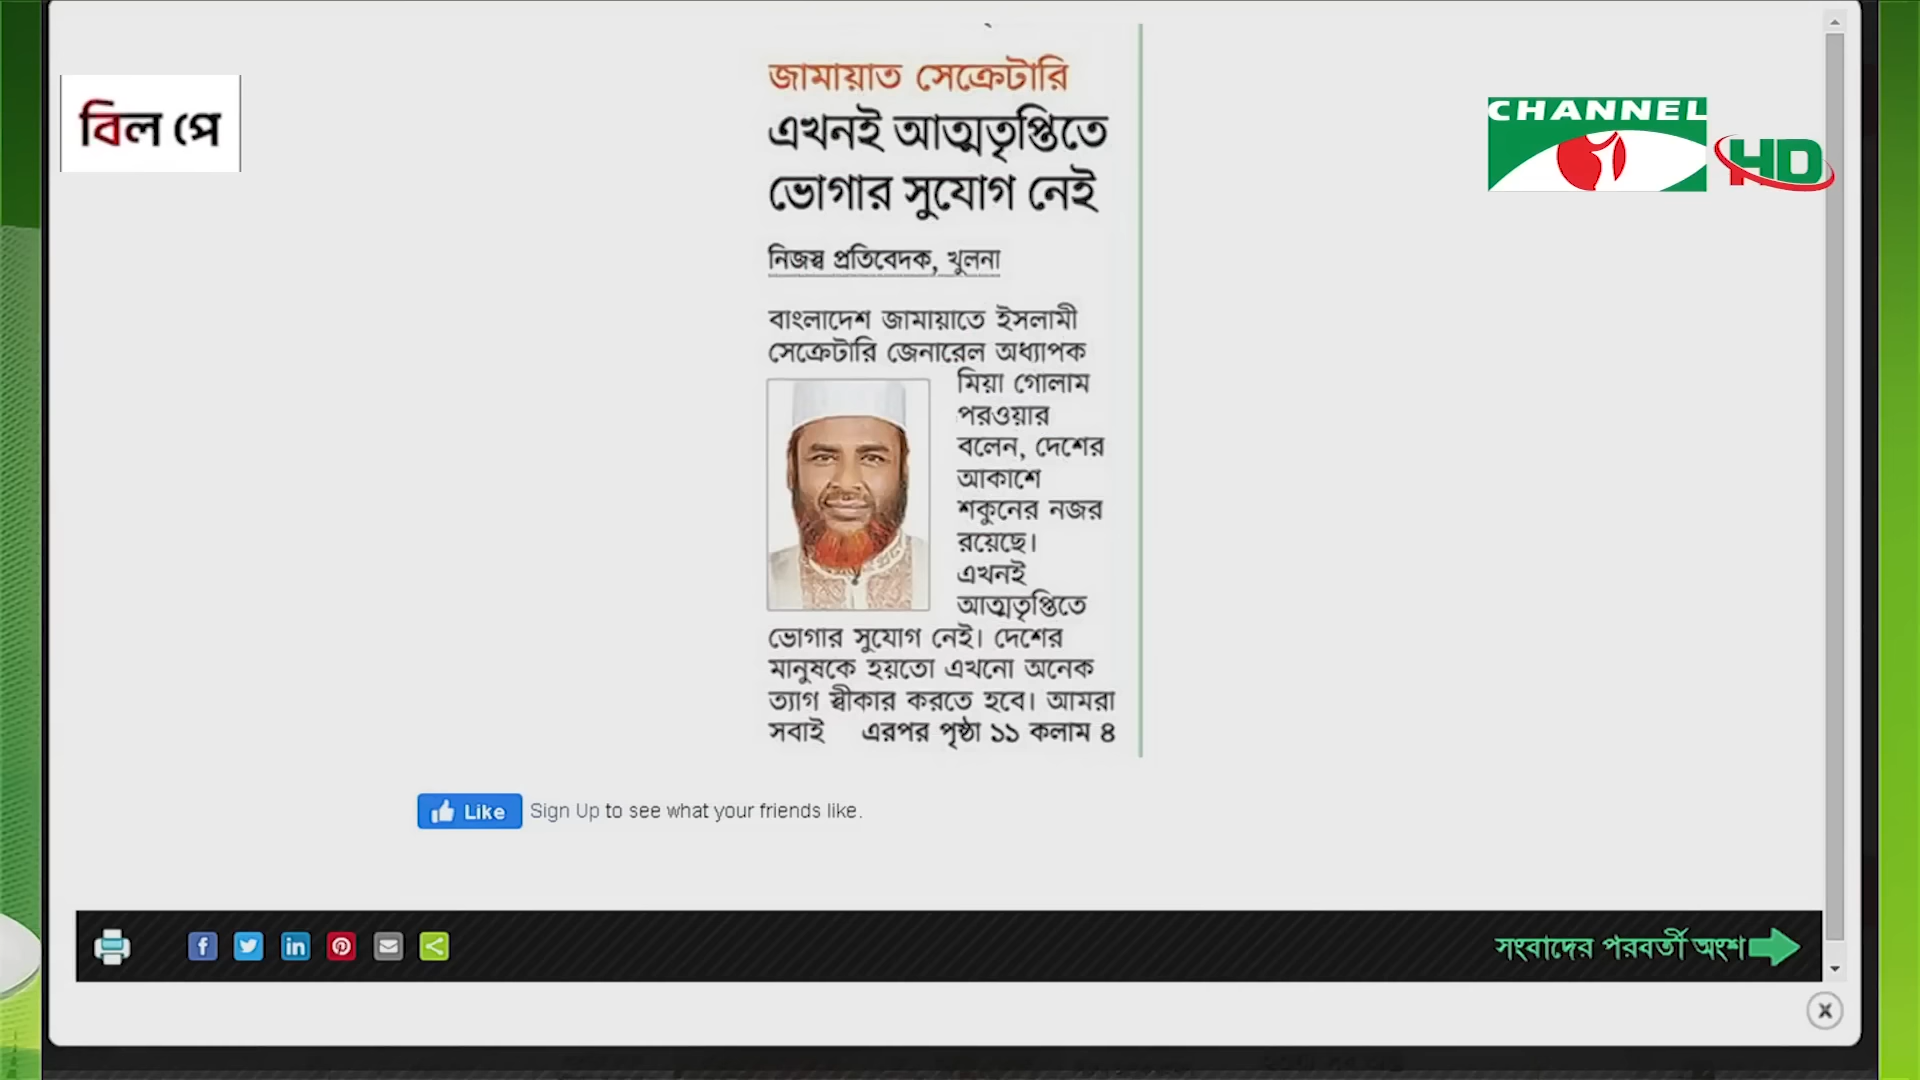 বিল পে
CHANNEL
HD
জামায়াত সেক্রেটারি
এখনই আত্মতৃপ্তিতে
ভোগার সুযোগ নেই
নিজস্ব প্রতিবেদক, খুলনা
বাংলাদেশ জামায়াতে ইসলামী
সেক্রেটারি জেনারেল অধ্যাপক
মিয়া গোলাম
পরওয়ার
বলেন, দেশের
আকাশে
শকুনের নজর
রয়েছে।
এখনই
আত্মতৃপ্তিতে
ভোগার সুযোগ নেই। দেশের
মানুষকে হয়তো এখনো অনেক
ত্যাগ স্বীকার করতে হবে। আমরা
সবাই এরপর পৃষ্ঠা ১১ কলাম ৪
Like Sign Up to see what your friends like.
সংবাদের পরবর্তী অংশ